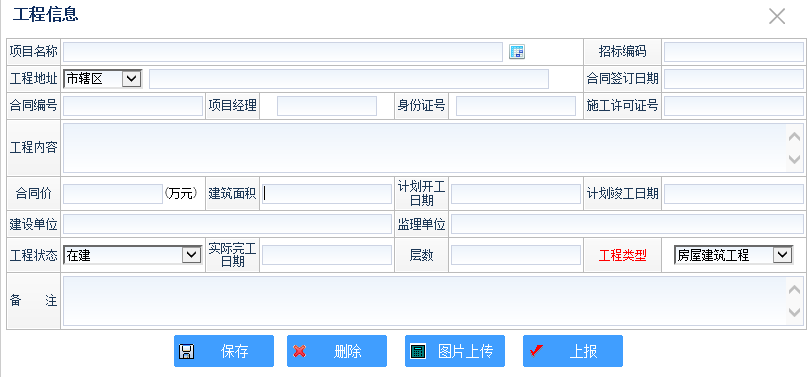 工程信息
项目名称 招标编码
工程地址 市辖区 合同签订日期
合同编号 项目经理 身份证号 施工许可证号
工程内容
合同价 (万元) 建筑面积 计划开工日期 计划竣工日期
建设单位 监理单位
工程状态 在建 实际完工日期 层数 工程类型 房屋建筑工程
备 注
保存 删除 图片上传 上报